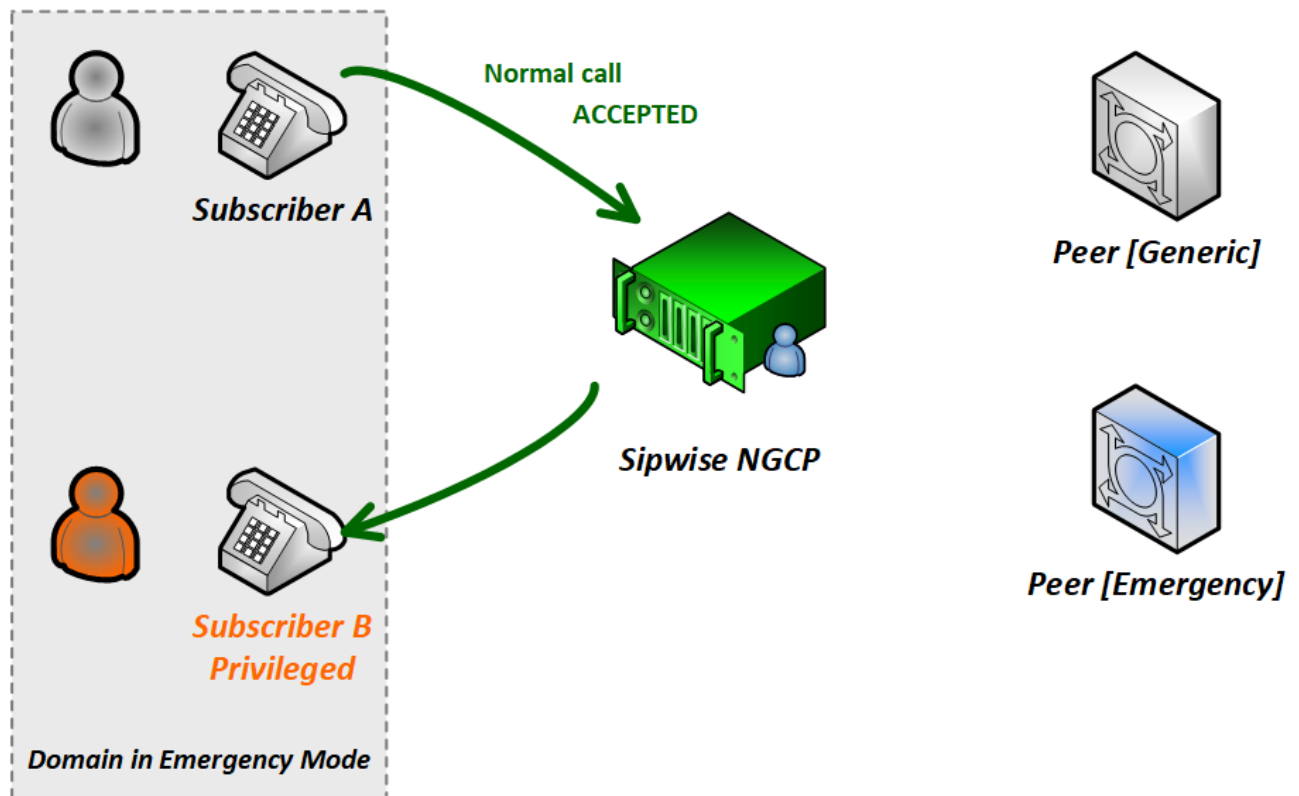 Normal call
ACCEPTED
Subscriber A
Peer [Generic]
Sipwise NGCP
Peer [Emergency]
Subscriber B
Privileged
Domain in Emergency Mode